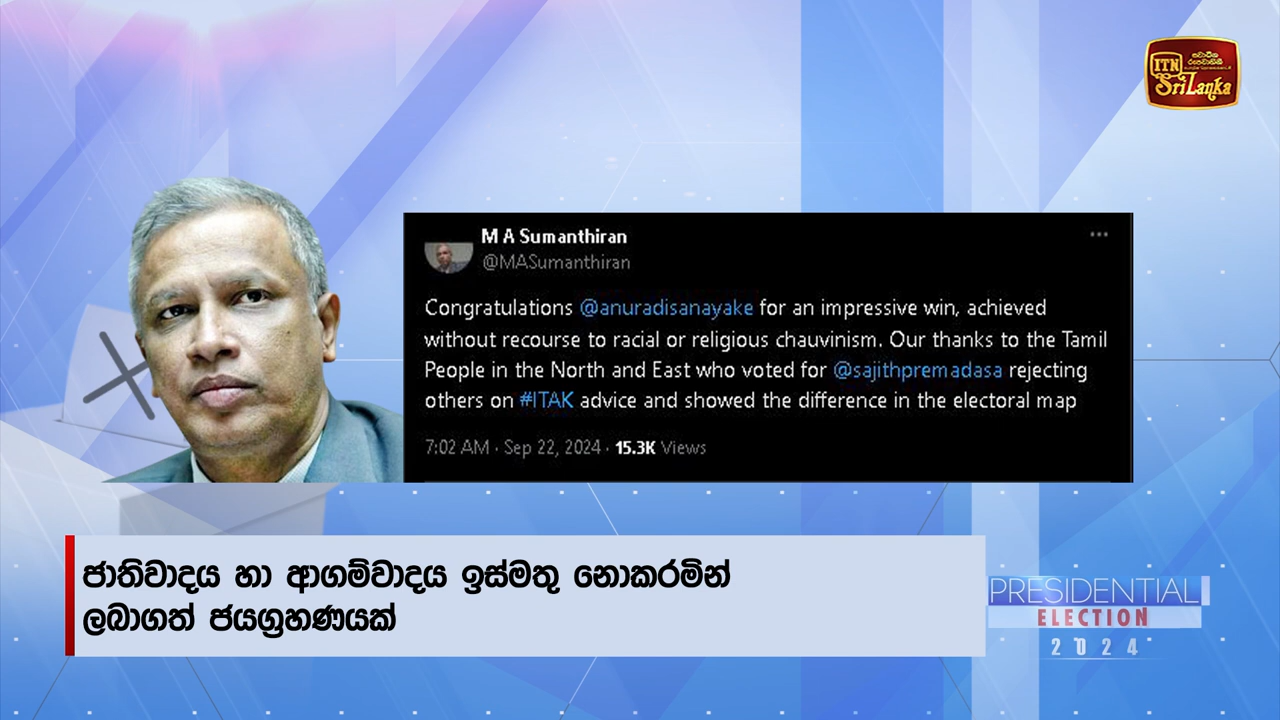 ITN
SriLanka
M A Sumanthiran
@MASumanthiran
Congratulations @anuradisanayake for an impressive win, achieved
without recourse to racial or religious chauvinism. Our thanks to the Tamil
People in the North and East who voted for @sajithpremadasa rejecting
others on #ITAK advice and showed the difference in the electoral map
7:02 AM · Sep 22, 2024 · 15.3K Views
ජාතිවාදය හා ආගම්වාදය ඉස්මතු නොකරමින්
ලබාගත් ජයග්‍රහණයක්
PRESIDENTIAL
ELECTION
2024